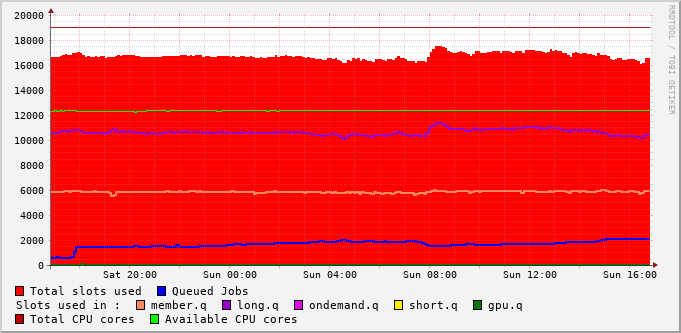 20000
18000
16000
14000
12000
10000
8000
6000
4000
2000
0
Sat 20:00 Sun 00:00 Sun 04:00 Sun 08:00 Sun 12:00 Sun 16:00
RRDTOOL / TOBI OETIKER
Total slots used Queued Jobs
Slots used in : member.q long.q ondemand.q short.q gpu.q
Total CPU cores Available CPU cores